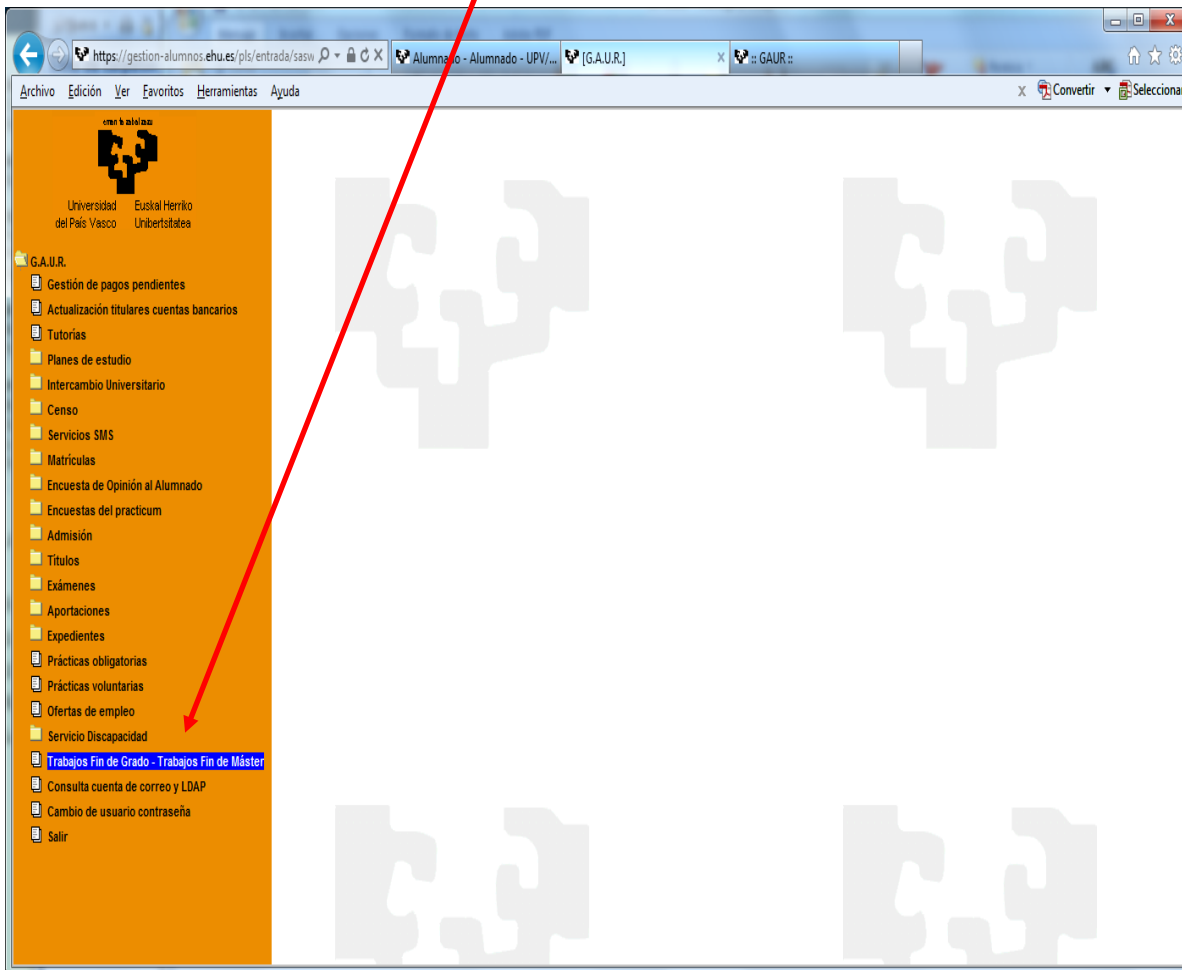 https://gestion-alumnos.ehu.es/pls/entrada/sasw
Alumnado - Alumnado - UPV/...
[G.A.U.R.]
:: GAUR ::
Archivo Edición Ver Favoritos Herramientas Ayuda
x Convertir Seleccionar
Universidad Euskal Herriko
del País Vasco Unibertsitatea
G.A.U.R.
Gestión de pagos pendientes
Actualización titulares cuentas bancarios
Tutorías
Planes de estudio
Intercambio Universitario
Censo
Servicios SMS
Matrículas
Encuesta de Opinión al Alumnado
Encuestas del practicum
Admisión
Títulos
Exámenes
Aportaciones
Expedientes
Prácticas obligatorias
Prácticas voluntarias
Ofertas de empleo
Servicio Discapacidad
Trabajos Fin de Grado - Trabajos Fin de Máster
Consulta cuenta de correo y LDAP
Cambio de usuario contraseña
Salir